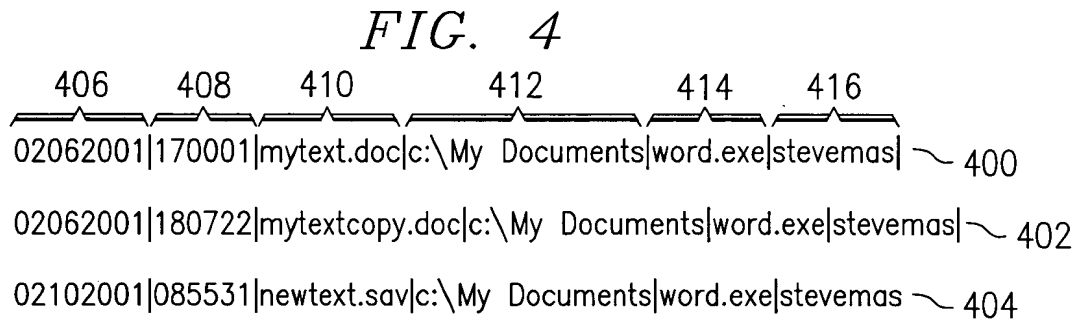 FIG. 4
406 408 410 412 414 416
02062001|170001|mytext.doc|c:\My Documents|word.exe|stevemas| 400
02062001|180722|mytextcopy.doc|c:\My Documents|word.exe|stevemas| 402
02102001|085531|newtext.sav|c:\My Documents|word.exe|stevemas 404